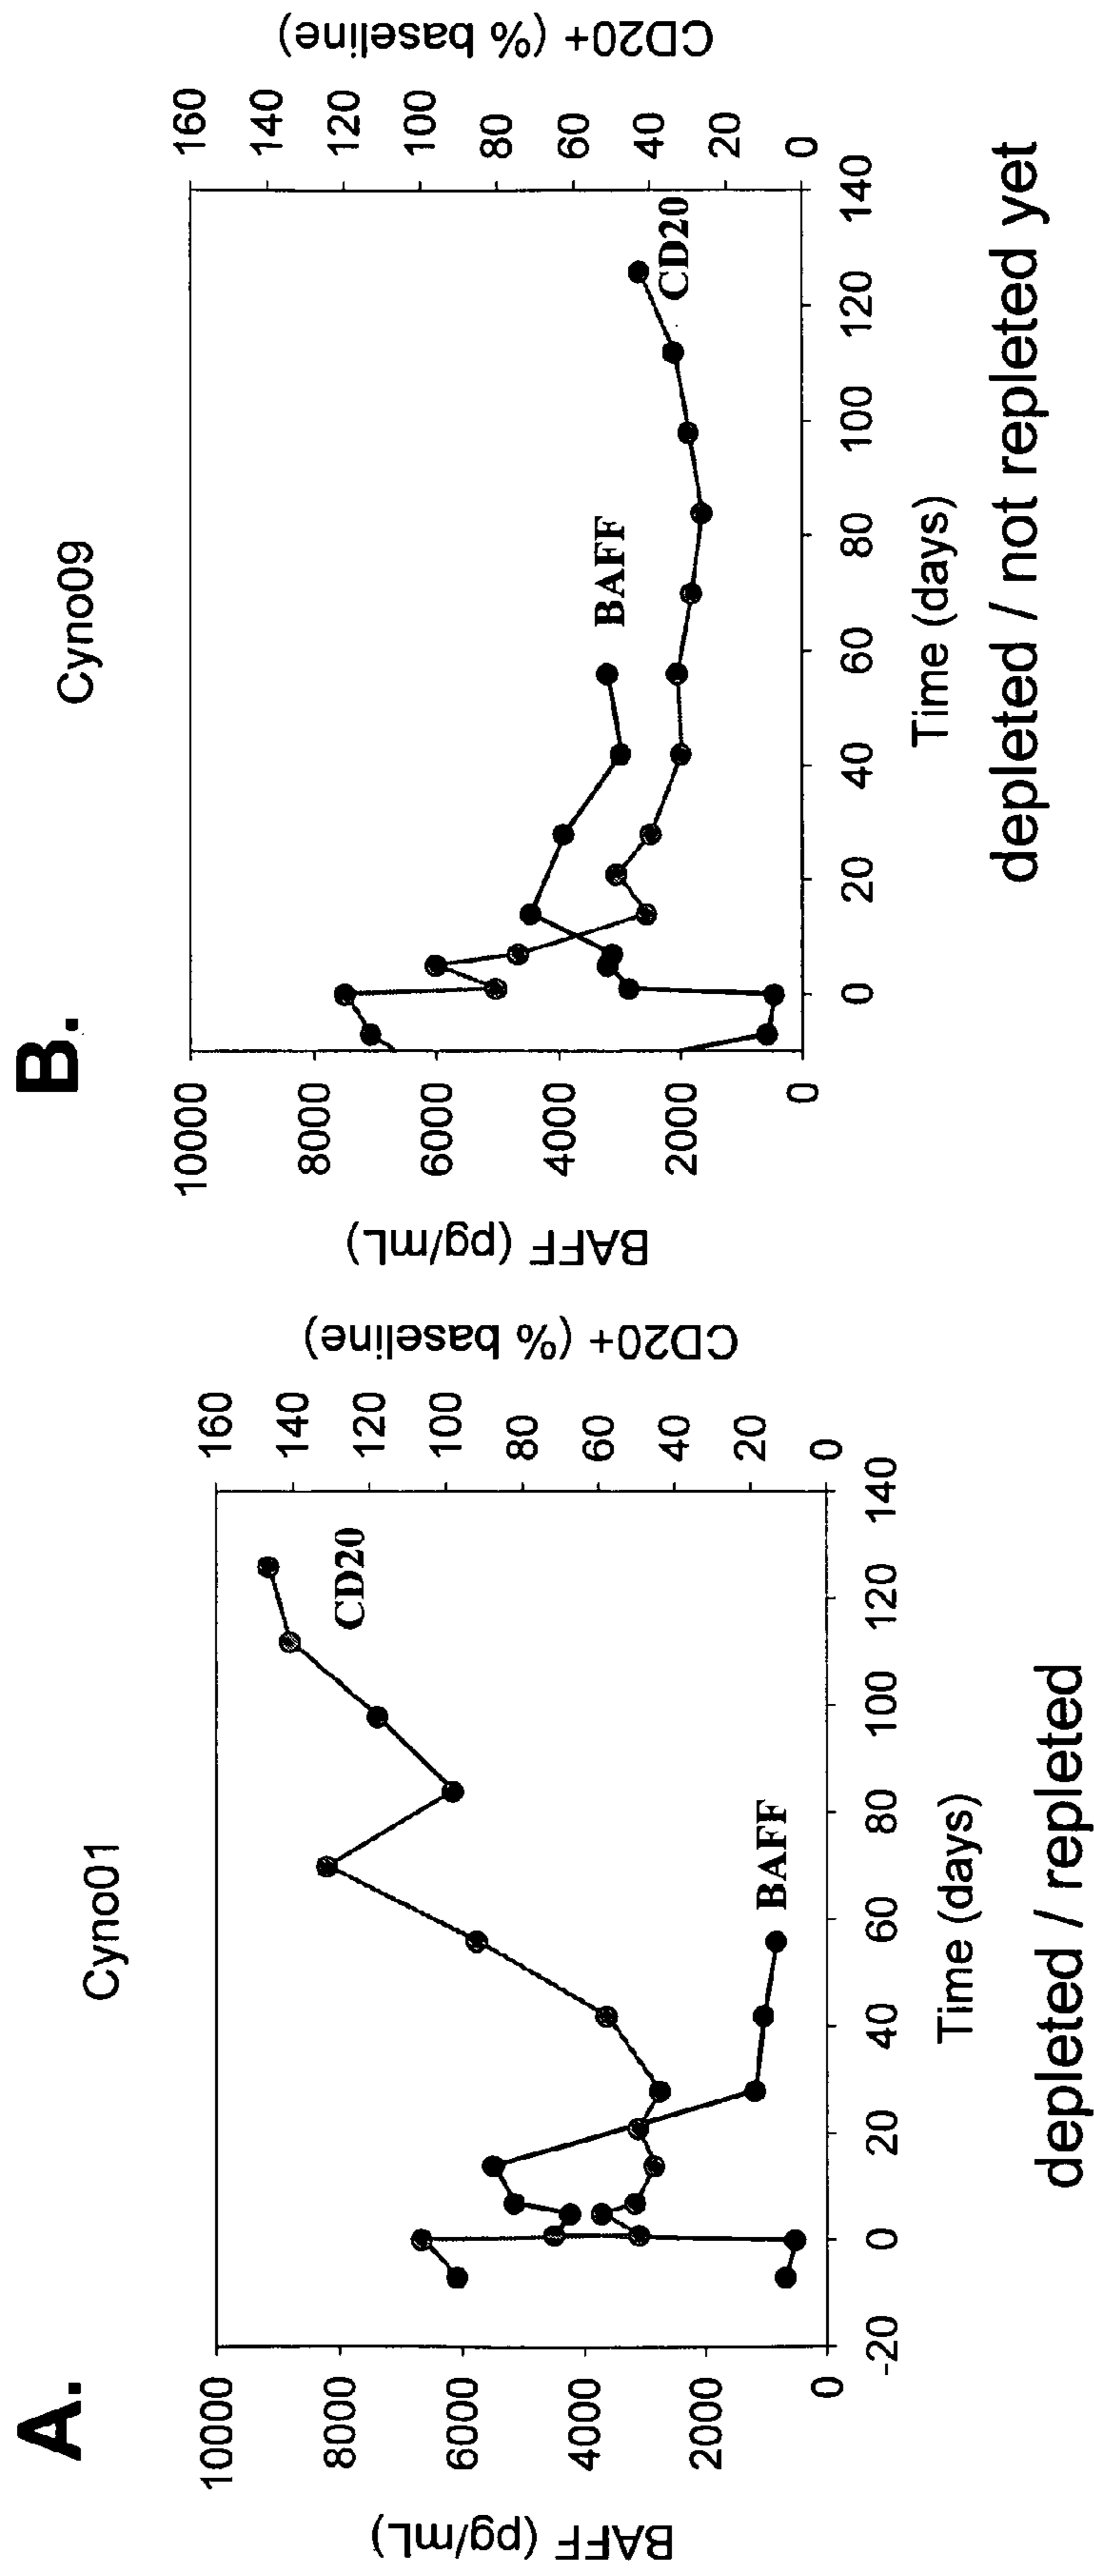 A.
Cyno01
BAFF (pg/mL)
10000
8000
6000
4000
2000
0
CD20+ (% baseline)
160
140
120
100
80
60
40
20
0
CD20
BAFF
-20 0 20 40 60 80 100 120 140
Time (days)
depleted / repleted
B.
Cyno09
BAFF (pg/mL)
10000
8000
6000
4000
2000
0
CD20+ (% baseline)
160
140
120
100
80
60
40
20
0
BAFF
CD20
0 20 40 60 80 100 120 140
Time (days)
depleted / not repleted yet